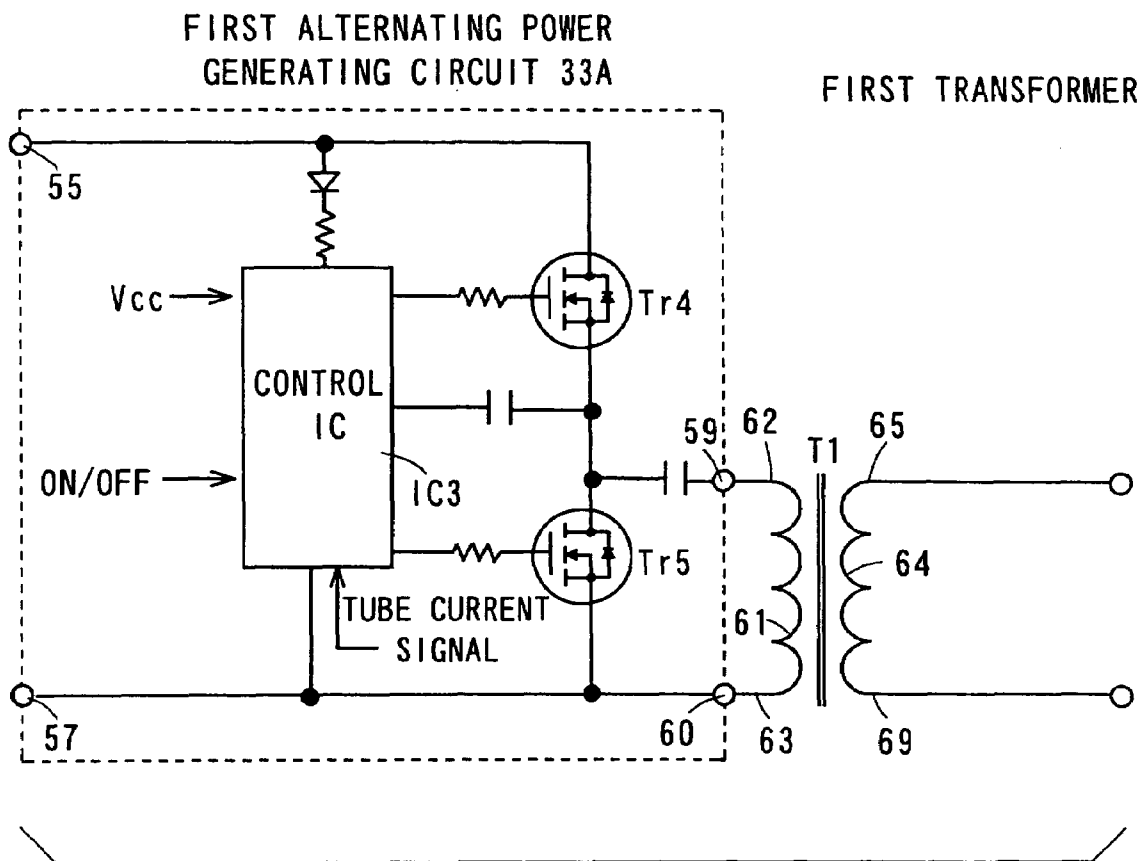 FIRST ALTERNATING POWER
GENERATING CIRCUIT 33A
FIRST TRANSFORMER
55
Vcc
Tr4
CONTROL
IC
ON/OFF
IC3
59
62
T1
65
Tr5
64
TUBE CURRENT
SIGNAL
61
57
60
63
69